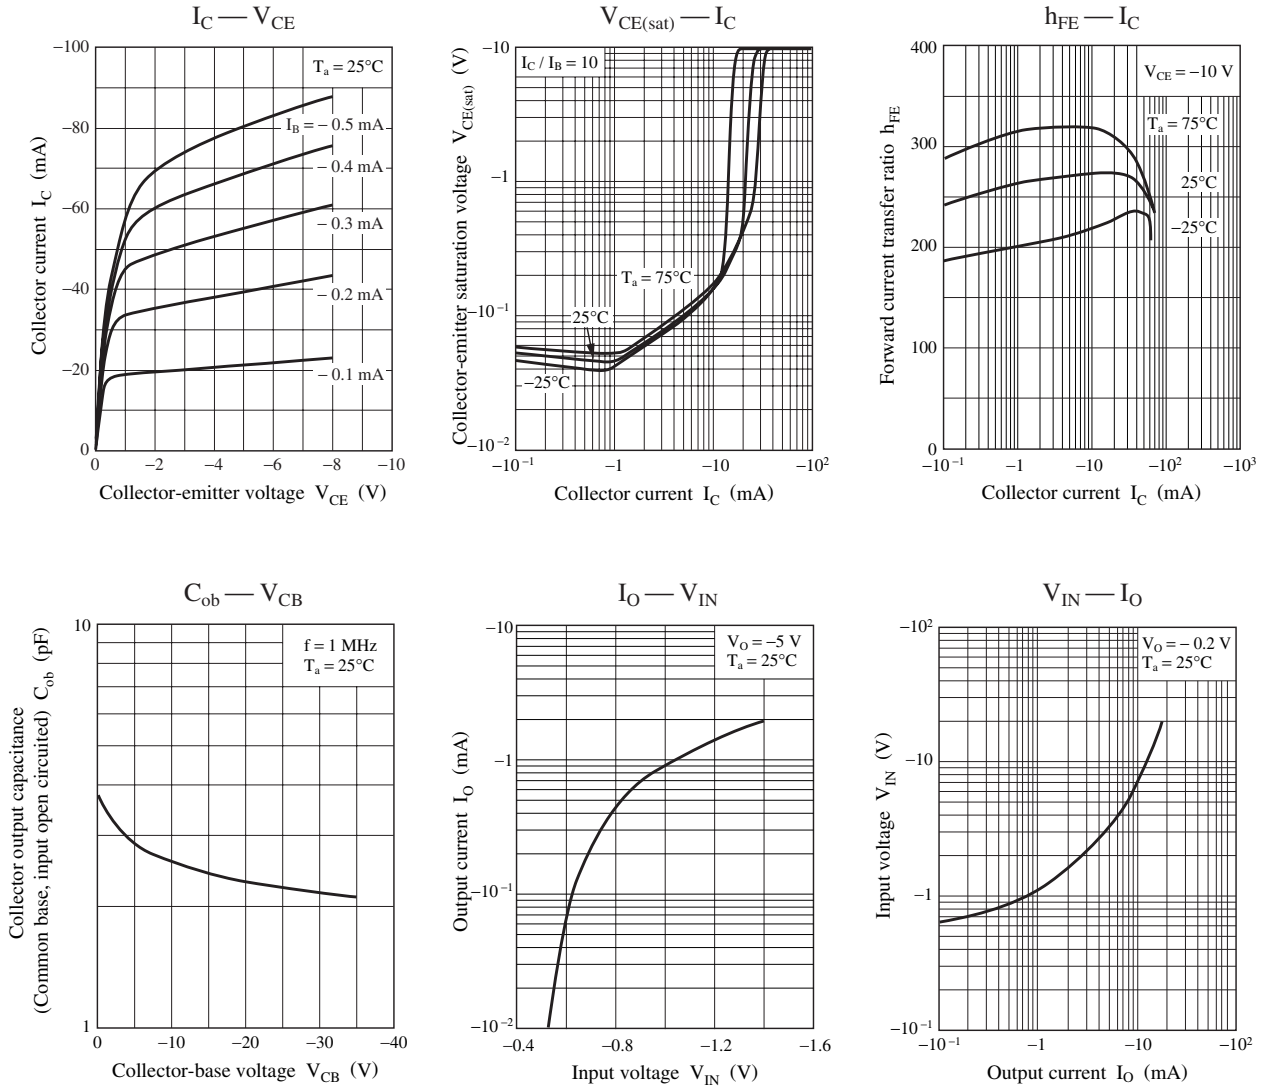 I_C — V_CE
−100
−80
−60
−40
−20
0
0
−2
−4
−6
−8
−10
T_a = 25°C
I_B = − 0.5 mA
− 0.4 mA
− 0.3 mA
− 0.2 mA
− 0.1 mA
Collector current I_C (mA)
Collector-emitter voltage V_CE (V)
V_CE(sat) — I_C
I_C / I_B = 10
−10
−1
−10^−1
−10^−2
−10^−1
−1
−10
−10^2
T_a = 75°C
25°C
−25°C
Collector-emitter saturation voltage V_CE(sat) (V)
Collector current I_C (mA)
h_FE — I_C
400
300
200
100
0
−10^−1
−1
−10
−10^2
−10^3
V_CE = −10 V
T_a = 75°C
25°C
−25°C
Forward current transfer ratio h_FE
Collector current I_C (mA)
C_ob — V_CB
10
1
0
−10
−20
−30
−40
f = 1 MHz
T_a = 25°C
Collector output capacitance
(Common base, input open circuited) C_ob (pF)
Collector-base voltage V_CB (V)
I_O — V_IN
−10
−1
−10^−1
−10^−2
−0.4
−0.8
−1.2
−1.6
V_O = −5 V
T_a = 25°C
Output current I_O (mA)
Input voltage V_IN (V)
V_IN — I_O
−10^2
−10
−1
−10^−1
−10^−1
−1
−10
−10^2
V_O = − 0.2 V
T_a = 25°C
Input voltage V_IN (V)
Output current I_O (mA)